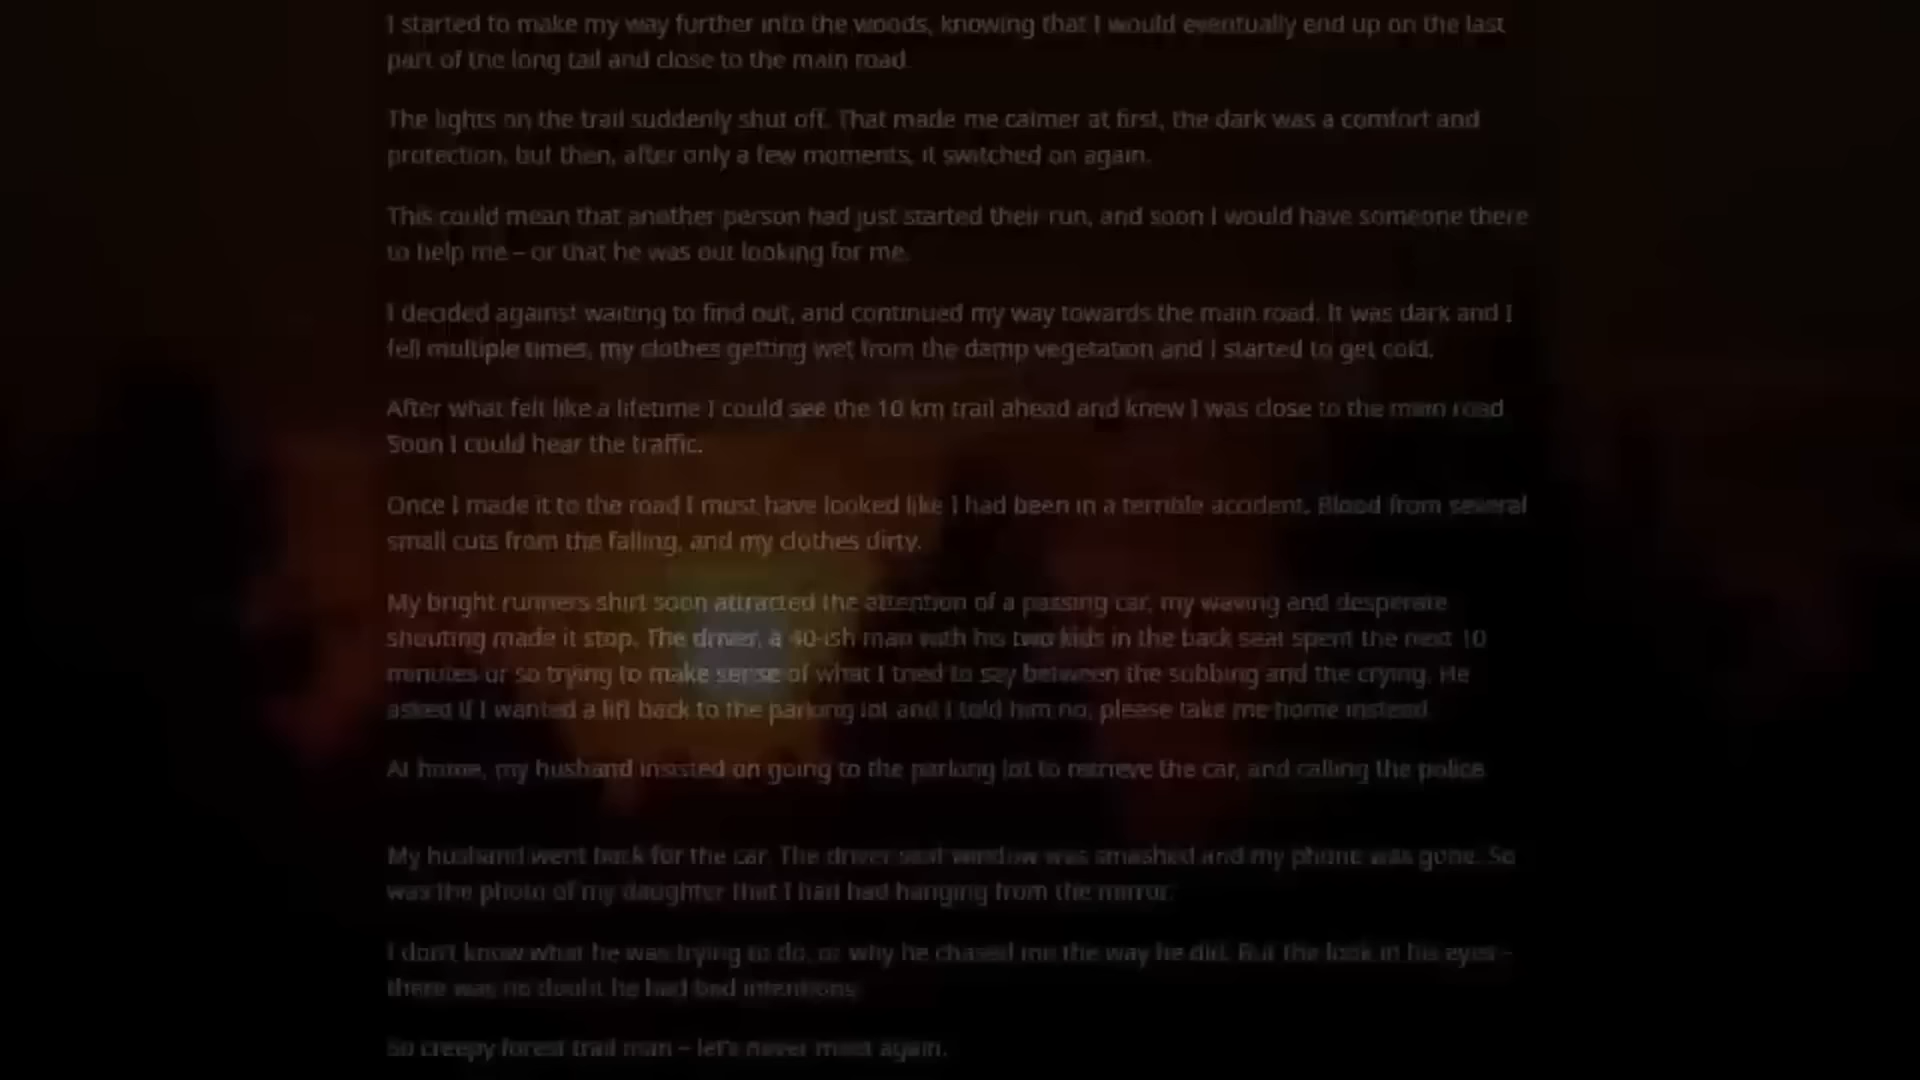 I started to make my way further into the woods, knowing that I would eventually end up on the last
part of the long tail and close to the main road.
The lights on the trail suddenly shut off. That made me calmer at first, the dark was a comfort and
protection, but then, after only a few moments, it switched on again.
This could mean that another person had just started their run, and soon I would have someone there
to help me – or that he was out looking for me.
I decided against waiting to find out, and continued my way towards the main road. It was dark and I
fell multiple times, my clothes getting wet from the damp vegetation and I started to get cold.
After what felt like a lifetime I could see the 10 km trail ahead and knew I was close to the main road
Soon I could hear the traffic.
Once I made it to the road I must have looked like I had been in a terrible accident. Blood from several
small cuts from the falling, and my clothes dirty.
My bright runners shirt soon attracted the attention of a passing car, my waving and desperate
shouting made it stop. The driver, a 40-ish man with his two kids in the back seat spent the next 10
minutes or so trying to make sense of what I tried to say between the sobbing and the crying. He
asked if I wanted a lift back to the parking lot and I told him no, please take me home instead.
At home, my husband insisted on going to the parking lot to retrieve the car, and calling the police
My husband went back for the car. The driver seat window was smashed and my phone was gone. So
was the photo of my daughter that I had had hanging from the mirror.
I don't know what he was trying to do, or why he chased me the way he did. But the look in his eyes –
there was no doubt he had bad intentions.
So creepy forest trail man – let's never meet again.